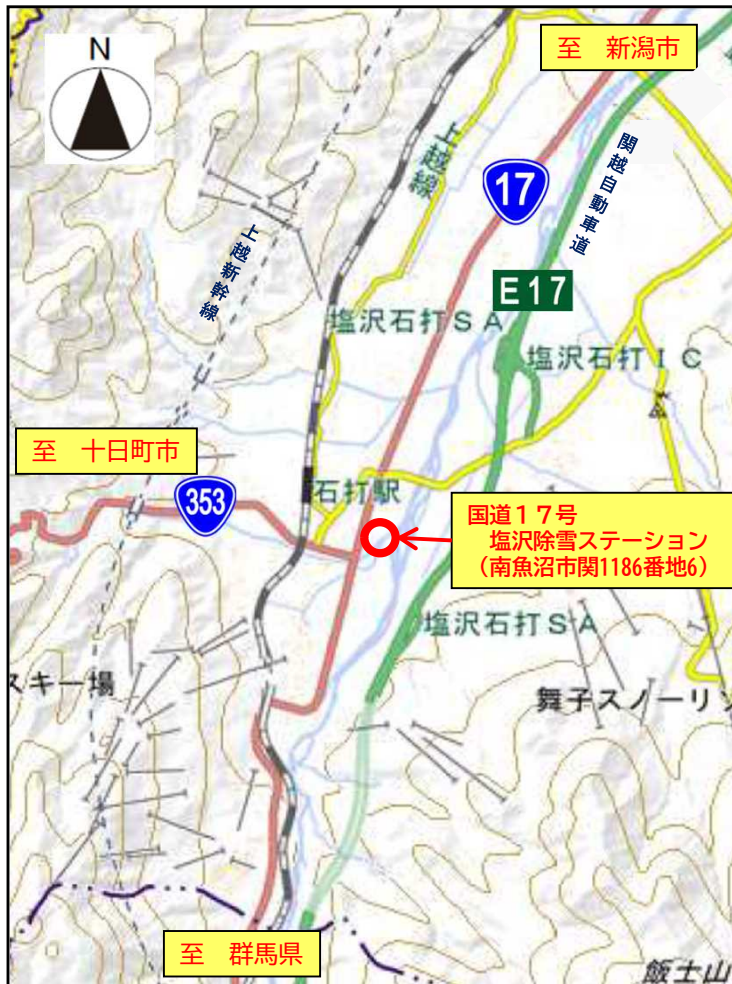 N
至 新潟市
上越線
関越自動車道
17
上越新幹線
E17
塩沢石打ＳＡ
塩沢石打ＩＣ
至 十日町市
353
石打駅
国道１７号
塩沢除雪ステーション
（南魚沼市関1186番地6）
塩沢石打ＳＡ
スキー場
舞子スノーリゾ
至 群馬県
飯士山